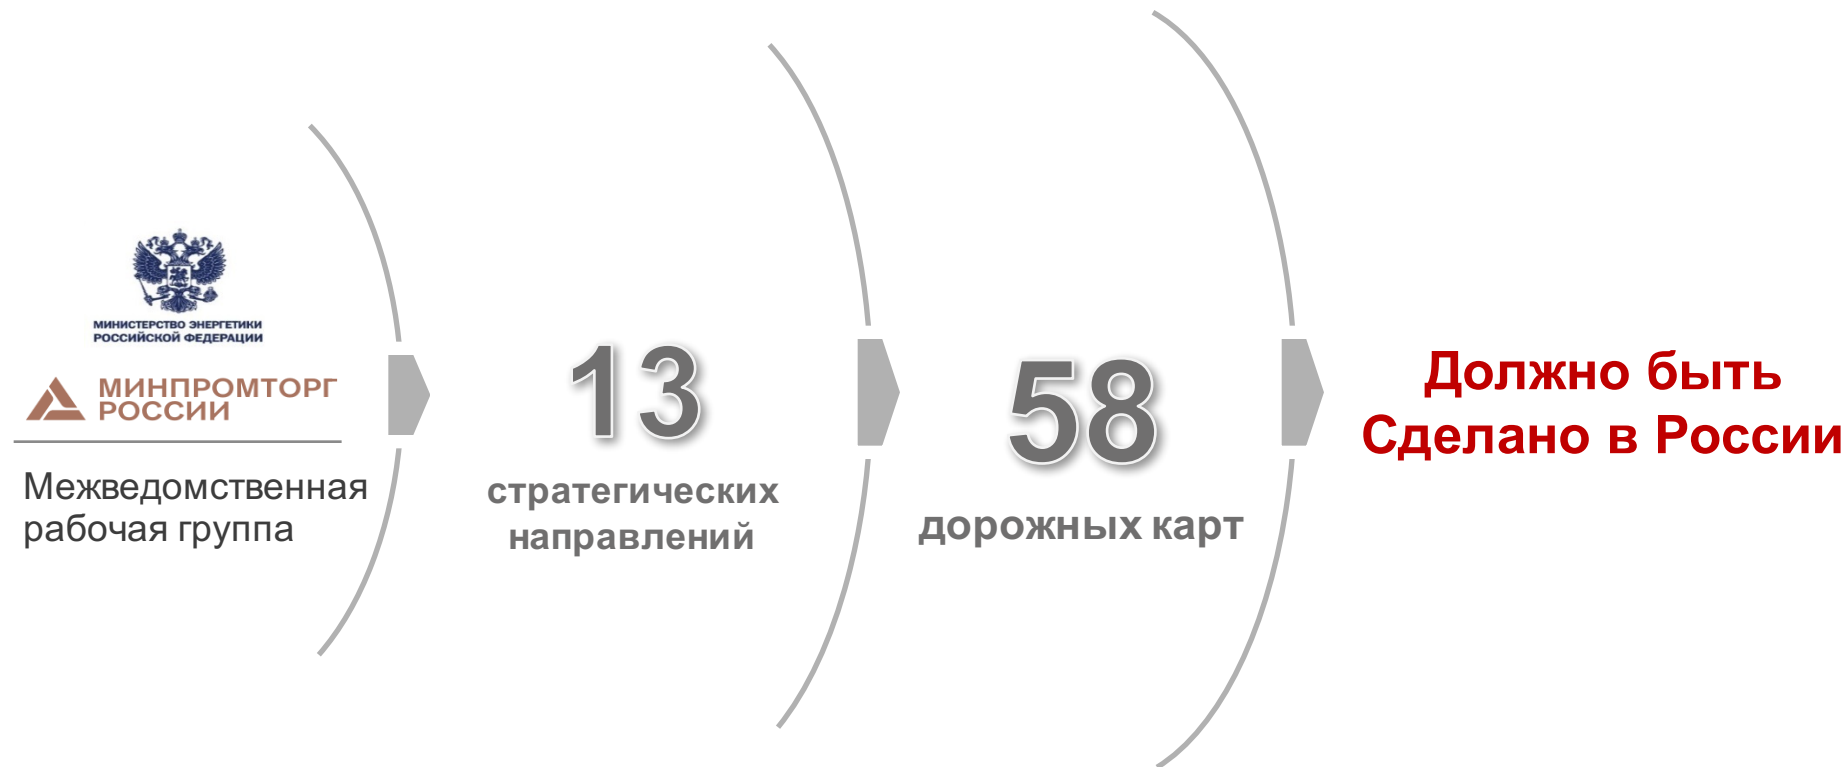 МИНИСТЕРСТВО ЭНЕРГЕТИКИ
РОССИЙСКОЙ ФЕДЕРАЦИИ
МИНПРОМТОРГ
РОССИИ
Межведомственная
рабочая группа
13
стратегических
направлений
58
дорожных карт
Должно быть
Сделано в России